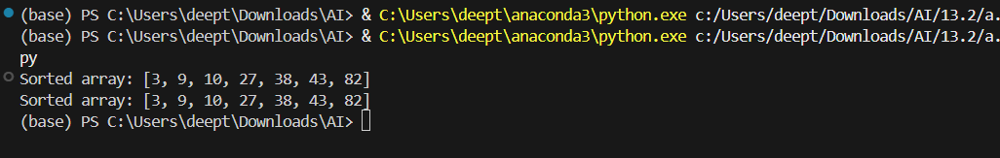 (base) PS C:\Users\deept\Downloads\AI> & C:\Users\deept\anaconda3\python.exe c:/Users/deept/Downloads/AI/13.2/a.
(base) PS C:\Users\deept\Downloads\AI> & C:\Users\deept\anaconda3\python.exe c:/Users/deept/Downloads/AI/13.2/a.
py
Sorted array: [3, 9, 10, 27, 38, 43, 82]
Sorted array: [3, 9, 10, 27, 38, 43, 82]
(base) PS C:\Users\deept\Downloads\AI>